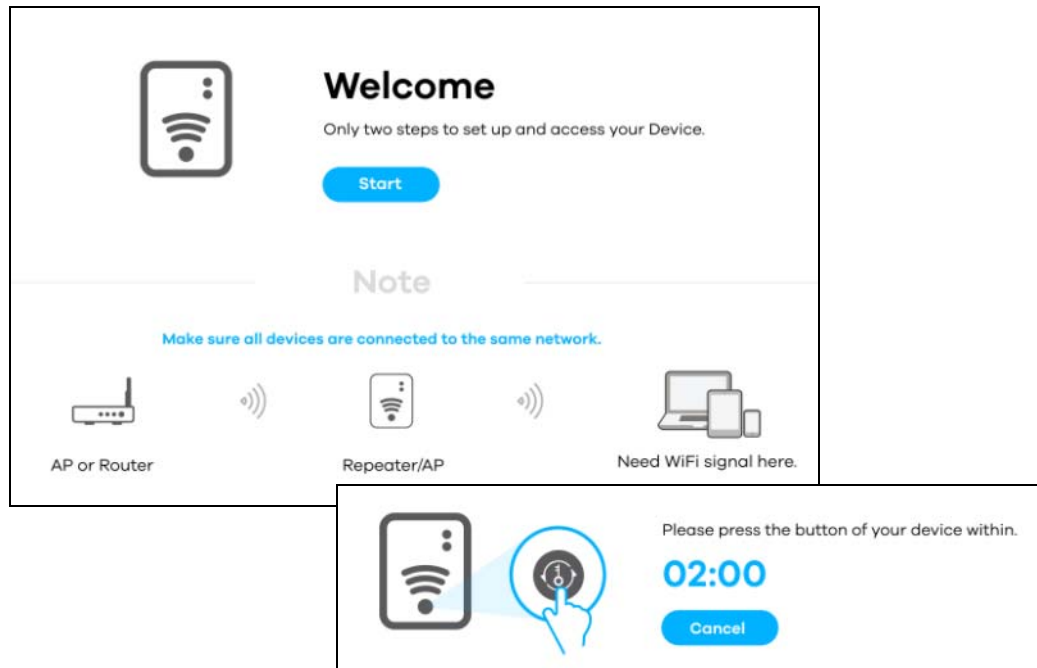 Welcome
Only two steps to set up and access your Device.
Start
Note
Make sure all devices are connected to the same network.
AP or Router
Repeater/AP
Need WiFi signal here.
Please press the button of your device within.
02:00
Cancel